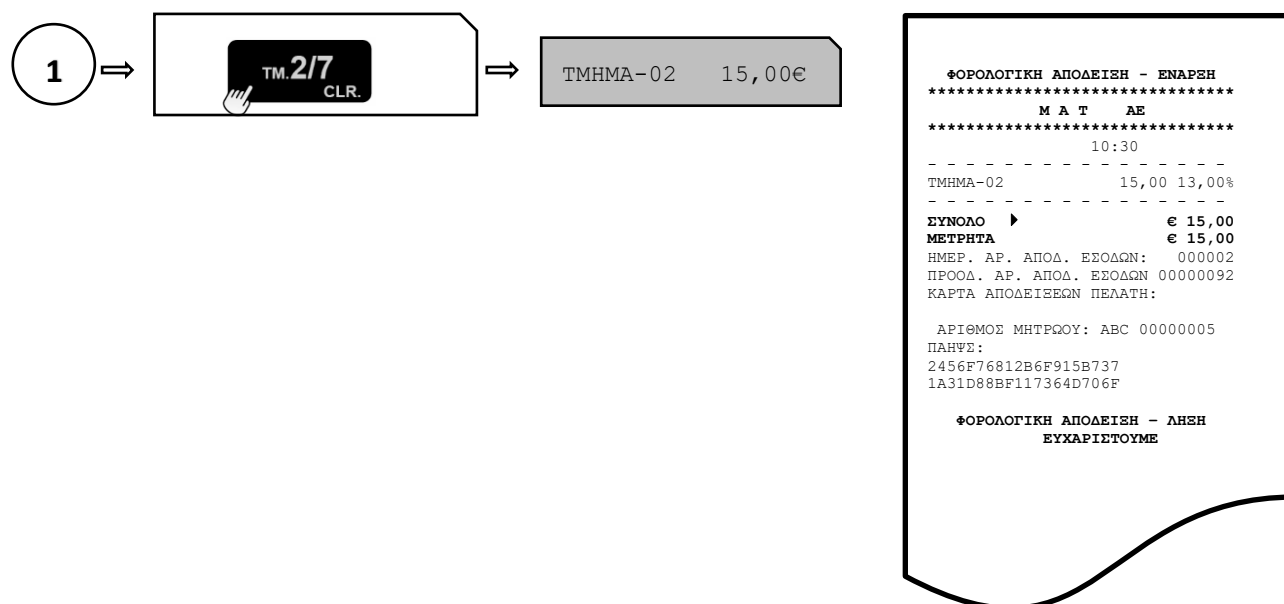 1
ΤΜ.2/7
CLR.
ΤΜΗΜΑ-02 15,00€
ΦΟΡΟΛΟΓΙΚΗ ΑΠΟΔΕΙΞΗ - ΕΝΑΡΞΗ
********************************
Μ Α Τ ΑΕ
********************************
10:30
- - - - - - - - - - - - - - - -
ΤΜΗΜΑ-02 15,00 13,00%
- - - - - - - - - - - - - - - -
ΣΥΝΟΛΟ € 15,00
ΜΕΤΡΗΤΑ € 15,00
ΗΜΕΡ. ΑΡ. ΑΠΟΔ. ΕΣΟΔΩΝ: 000002
ΠΡΟΟΔ. ΑΡ. ΑΠΟΔ. ΕΣΟΔΩΝ 00000092
ΚΑΡΤΑ ΑΠΟΔΕΙΞΕΩΝ ΠΕΛΑΤΗ:
ΑΡΙΘΜΟΣ ΜΗΤΡΩΟΥ: ABC 00000005
ΠΑΗΨΣ:
2456F76812B6F915B737
1A31D88BF117364D706F
ΦΟΡΟΛΟΓΙΚΗ ΑΠΟΔΕΙΞΗ – ΛΗΞΗ
ΕΥΧΑΡΙΣΤΟΥΜΕ